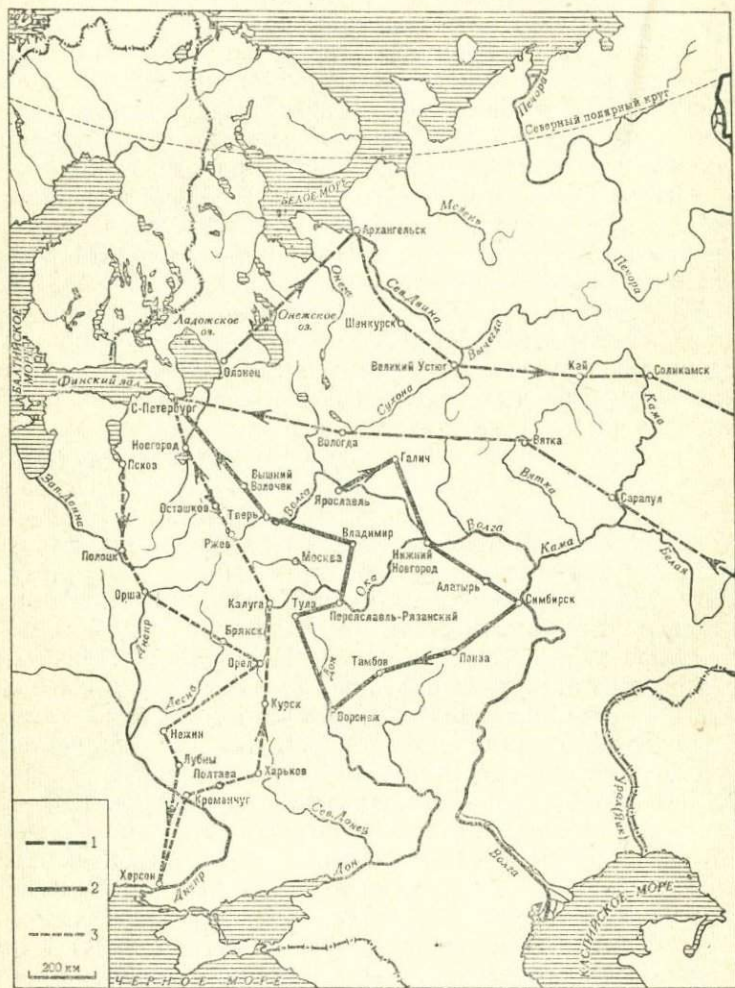 Северный полярный круг
Печора
Мезень
БЕЛОЕ МОРЕ
Архангельск
Печора
Онега
Сев. Двина
Ладожское
оз.
Онежское
оз.
Шенкурск
Вычегда
Олонец
Великий Устюг
Кай
Соликамск
БАЛТИЙСКОЕ
МОРЕ
Финский зал.
Сухона
Кама
С-Петербург
Вологда
Вятка
Новгород
Псков
Галич
Вышний
Волочек
Вятка
Зап. Двина
Осташков
Тверь
Волга
Ярославль
Сарапул
Ржев
Владимир
Волга
Полоцк
Москва
Нижний
Новгород
Кама
Белая
Орша
Ока
Алатырь
Калуга
Тула
Переславль-Рязанский
Симбирск
Днепр
Брянск
Орел
Дон
Тамбов
Пенза
Десна
Курск
Воронеж
Нежин
Лубны
Полтава
Харьков
Кременчуг
Сев. Донец
Урал (Яик)
1
2
3
200 км
Херсон
Днепр
Дон
Волга
КАСПИЙСКОЕ МОРЕ
ЧЕРНОЕ МОРЕ